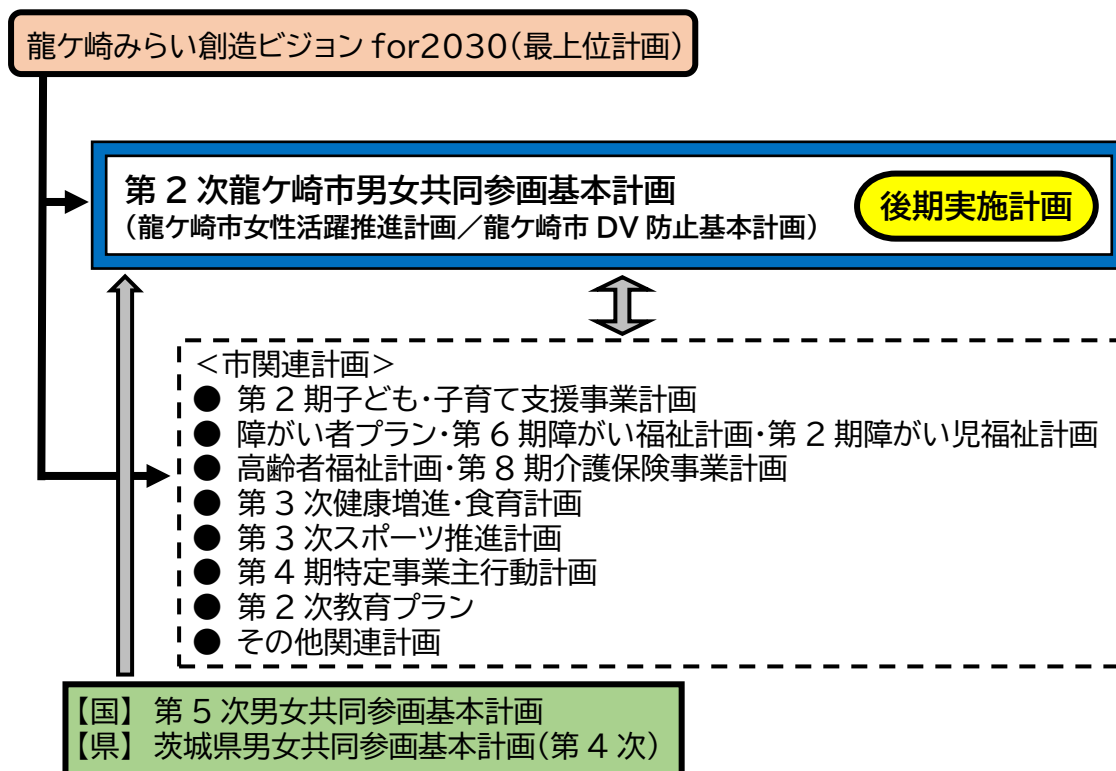 龍ケ崎みらい創造ビジョン for2030(最上位計画)
第2次龍ケ崎市男女共同参画基本計画
(龍ケ崎市女性活躍推進計画/龍ケ崎市 DV 防止基本計画)
後期実施計画
<市関連計画>
● 第2期子ども・子育て支援事業計画
● 障がい者プラン・第6期障がい福祉計画・第2期障がい児福祉計画
● 高齢者福祉計画・第8期介護保険事業計画
● 第3次健康増進・食育計画
● 第3次スポーツ推進計画
● 第4期特定事業主行動計画
● 第2次教育プラン
● その他関連計画
【国】 第5次男女共同参画基本計画
【県】 茨城県男女共同参画基本計画(第4次)